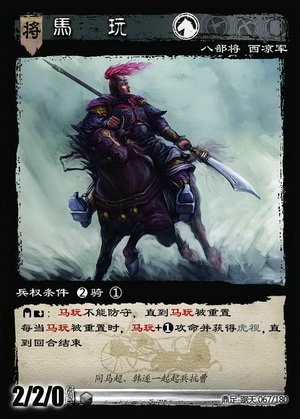 将 馬 玩
八部将 西凉军
兵权条件 2 骑 1
：马玩不能防守，直到马玩被重置
每当马玩被重置时，马玩+1攻命并获得虎视，直
到回合结束
同马超、韩遂一起起兵抗曹
2/2/0
067/180